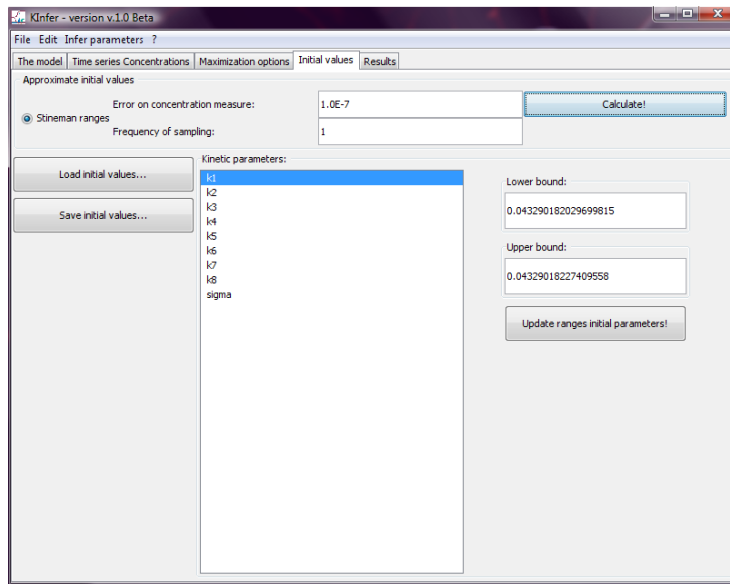 KInfer - version v.1.0 Beta
File Edit Infer parameters ?
The model Time series Concentrations Maximization options Initial values Results
Approximate initial values
Error on concentration measure: 1.0E-7 Calculate!
Stineman ranges
Frequency of sampling: 1
Load initial values...
Save initial values...
Kinetic parameters:
k1
k2
k3
k4
k5
k6
k7
k8
sigma
Lower bound:
0.043290182029699815
Upper bound:
0.04329018227409558
Update ranges initial parameters!